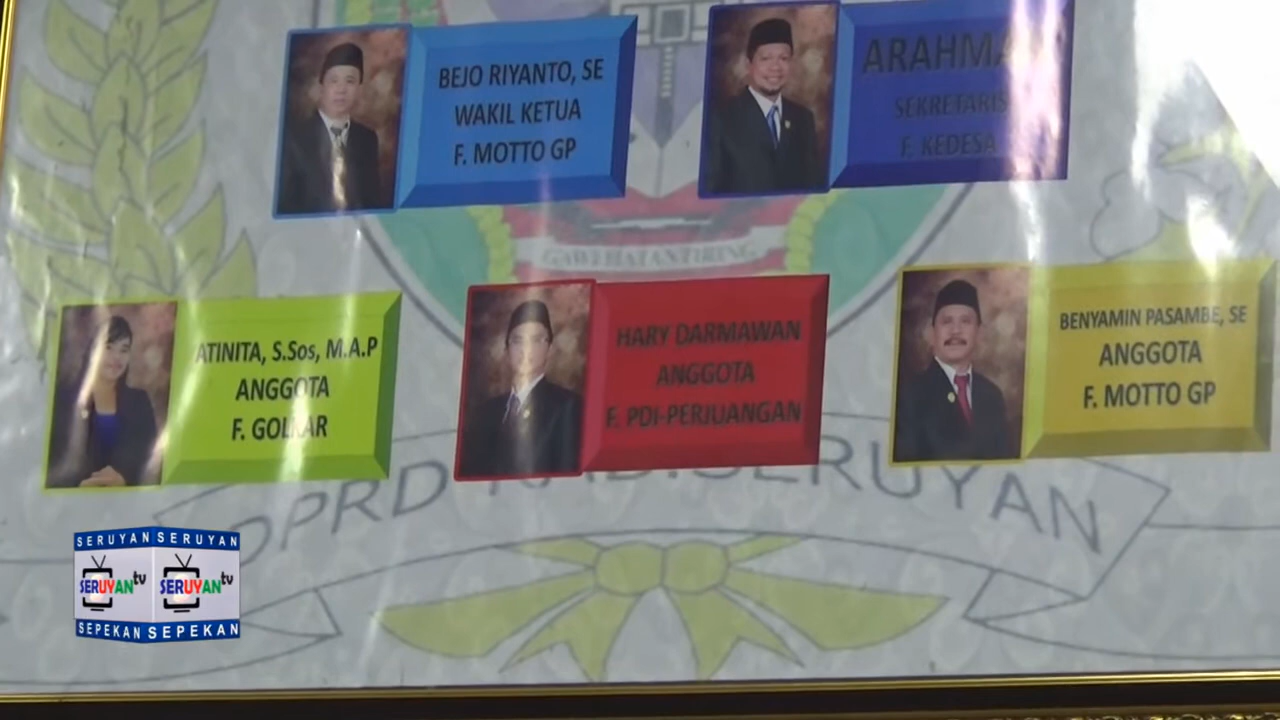 BEJO RIYANTO, SE
WAKIL KETUA
F. MOTTO GP
SEKRETARIS
F. KEDESA
GAWI HATANTIRING
ATINITA, S.Sos, M.A.P
ANGGOTA
F. GOLKAR
HARY DARMAWAN
ANGGOTA
F. PDI-PERJUANGAN
BENYAMIN PASAMBE, SE
ANGGOTA
F. MOTTO GP
DPRD KAB.SERUYAN
SERUYAN SERUYAN
SERUYAN tv SERUYAN tv
SEPEKAN SEPEKAN